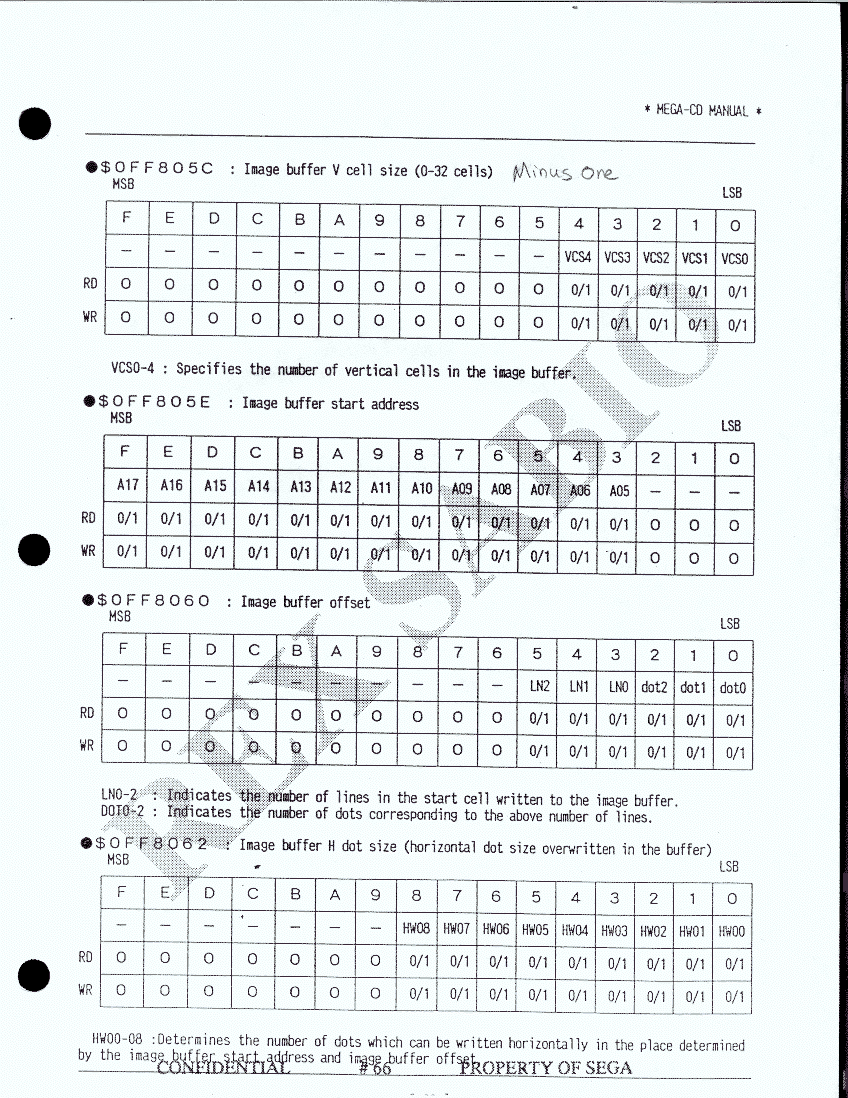 * MEGA-CD MANUAL *
●$0FF805C : Image buffer V cell size (0-32 cells) Minus One
MSB LSB
F E D C B A 9 8 7 6 5 4 3 2 1 0
— — — — — — — — — — — VCS4 VCS3 VCS2 VCS1 VCS0
RD 0 0 0 0 0 0 0 0 0 0 0 0/1 0/1 0/1 0/1 0/1
WR 0 0 0 0 0 0 0 0 0 0 0 0/1 0/1 0/1 0/1 0/1
VCS0-4 : Specifies the number of vertical cells in the image buffer.
●$0FF805E : Image buffer start address
MSB LSB
F E D C B A 9 8 7 6 5 4 3 2 1 0
A17 A16 A15 A14 A13 A12 A11 A10 A09 A08 A07 A06 A05 — — —
RD 0/1 0/1 0/1 0/1 0/1 0/1 0/1 0/1 0/1 0/1 0/1 0/1 0/1 0 0 0
WR 0/1 0/1 0/1 0/1 0/1 0/1 0/1 0/1 0/1 0/1 0/1 0/1 0/1 0 0 0
●$0FF8060 : Image buffer offset
MSB LSB
F E D C B A 9 8 7 6 5 4 3 2 1 0
— — — — — — — — — — LN2 LN1 LN0 dot2 dot1 dot0
RD 0 0 0 0 0 0 0 0 0 0 0/1 0/1 0/1 0/1 0/1 0/1
WR 0 0 0 0 0 0 0 0 0 0 0/1 0/1 0/1 0/1 0/1 0/1
LN0-2 : Indicates the number of lines in the start cell written to the image buffer.
DOT0-2 : Indicates the number of dots corresponding to the above number of lines.
●$0FF8062 : Image buffer H dot size (horizontal dot size overwritten in the buffer)
MSB LSB
F E D C B A 9 8 7 6 5 4 3 2 1 0
— — — — — — — HW08 HW07 HW06 HW05 HW04 HW03 HW02 HW01 HW00
RD 0 0 0 0 0 0 0 0/1 0/1 0/1 0/1 0/1 0/1 0/1 0/1 0/1
WR 0 0 0 0 0 0 0 0/1 0/1 0/1 0/1 0/1 0/1 0/1 0/1 0/1
HW00-08 :Determines the number of dots which can be written horizontally in the place determined
by the image buffer start address and image buffer offset
CONFIDENTIAL #66 PROPERTY OF SEGA
REX SABIO